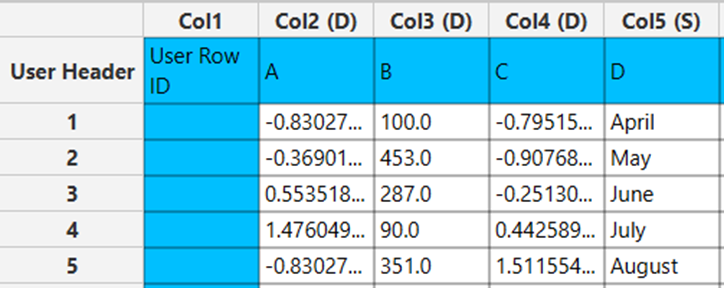 Col1 Col2 (D) Col3 (D) Col4 (D) Col5 (S)
User Header User Row ID A B C D
1 -0.83027... 100.0 -0.79515... April
2 -0.36901... 453.0 -0.90768... May
3 0.553518... 287.0 -0.25130... June
4 1.476049... 90.0 0.442589... July
5 -0.83027... 351.0 1.511554... August